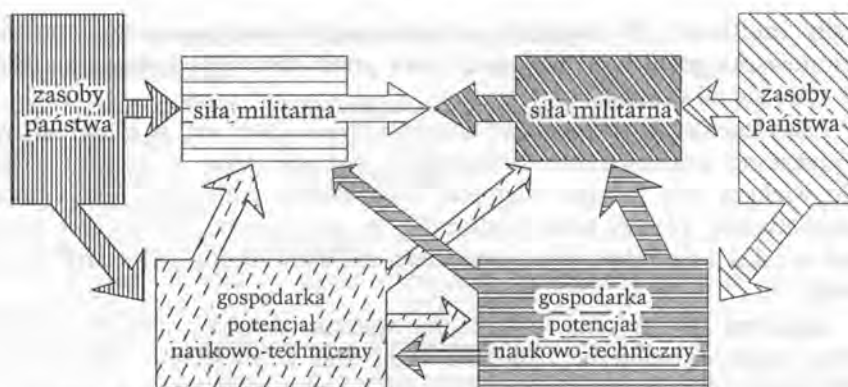 zasoby
państwa
siła militarna
siła militarna
zasoby
państwa
gospodarka
potencjał
naukowo-techniczny
gospodarka
potencjał
naukowo-techniczny